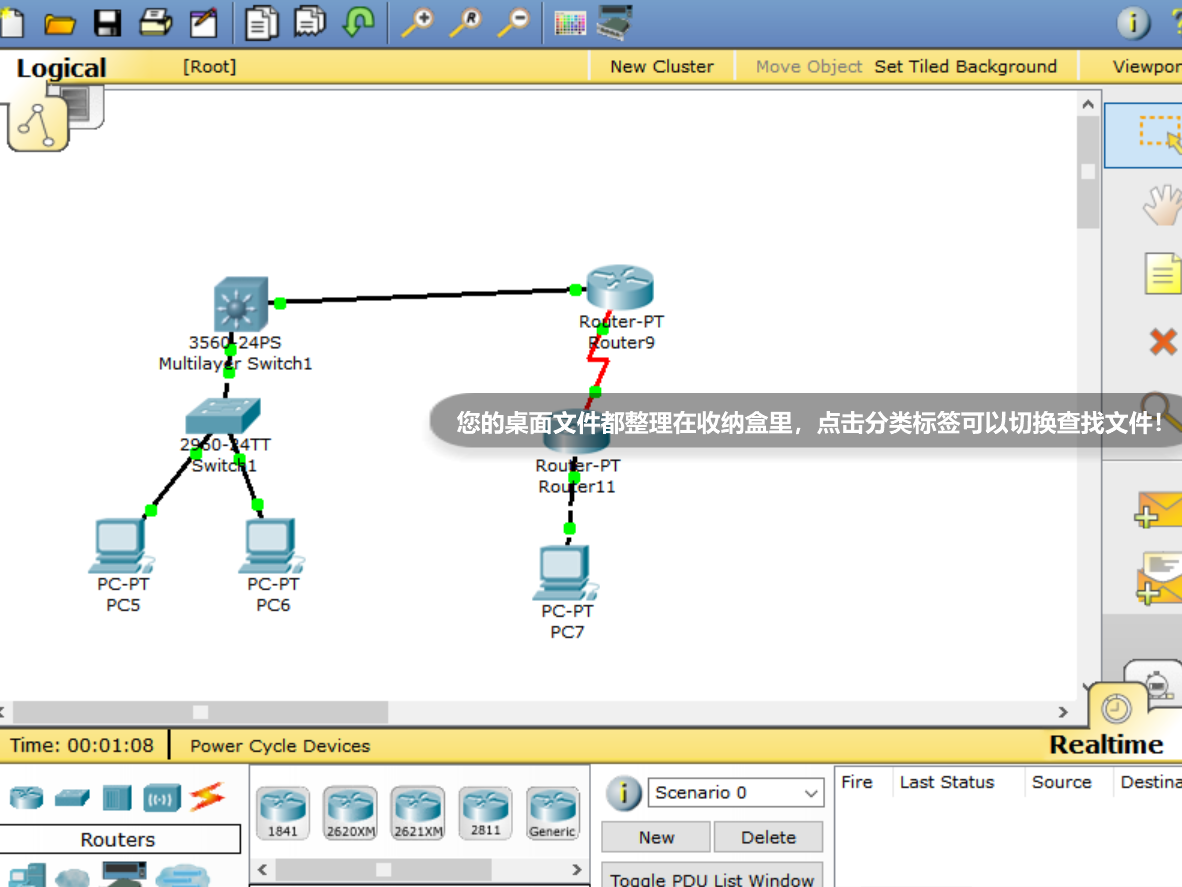 Logical
[Root]
New Cluster
Move Object
Set Tiled Background
Viewpor
3560-24PS
Multilayer Switch1
Router-PT
Router9
2950-24TT
Switch1
您的桌面文件都整理在收纳盒里，点击分类标签可以切换查找文件！
Router-PT
Router11
PC-PT
PC5
PC-PT
PC6
PC-PT
PC7
Time: 00:01:08
Power Cycle Devices
Realtime
Routers
1841
2620XM
2621XM
2811
Generic
Scenario 0
New
Delete
Toggle PDU List Window
Fire
Last Status
Source
Destina